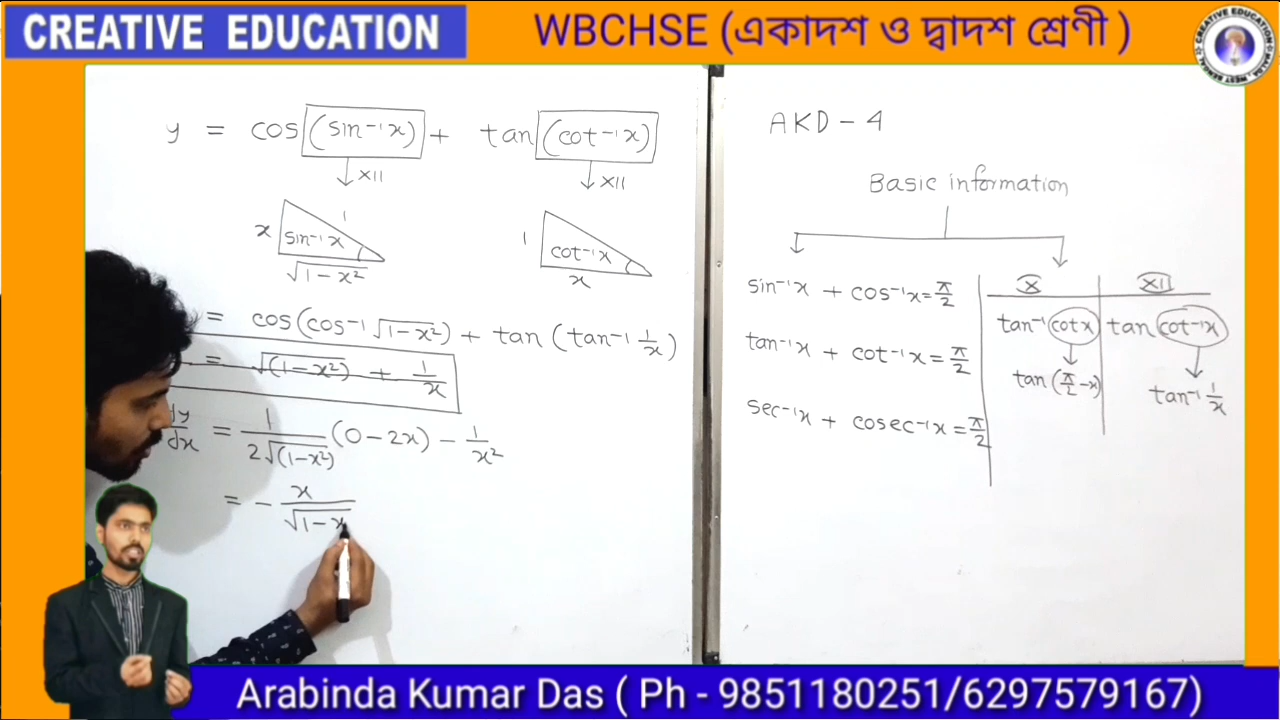 CREATIVE EDUCATION
WBCHSE (একাদশ ও দ্বাদশ শ্রেণী )
y = cos (sin⁻¹x) + tan (cot⁻¹x)
XII XII
x sin⁻¹x 1
√1-x²
1 cot⁻¹x
x
= cos(cos⁻¹ √1-x²) + tan (tan⁻¹ 1/x)
= √(1-x²) + 1/x
dy/dx = 1/2√(1-x²) (0-2x) - 1/x²
= - x/√1-x
AKD-4
Basic information
sin⁻¹x + cos⁻¹x=π/2
tan⁻¹x + cot⁻¹x=π/2
sec⁻¹x + cosec⁻¹x=π/2
X XII
tan⁻¹ cotx tan cot⁻¹x
tan(π/2-x) tan⁻¹ 1/x
Arabinda Kumar Das ( Ph - 9851180251/6297579167)